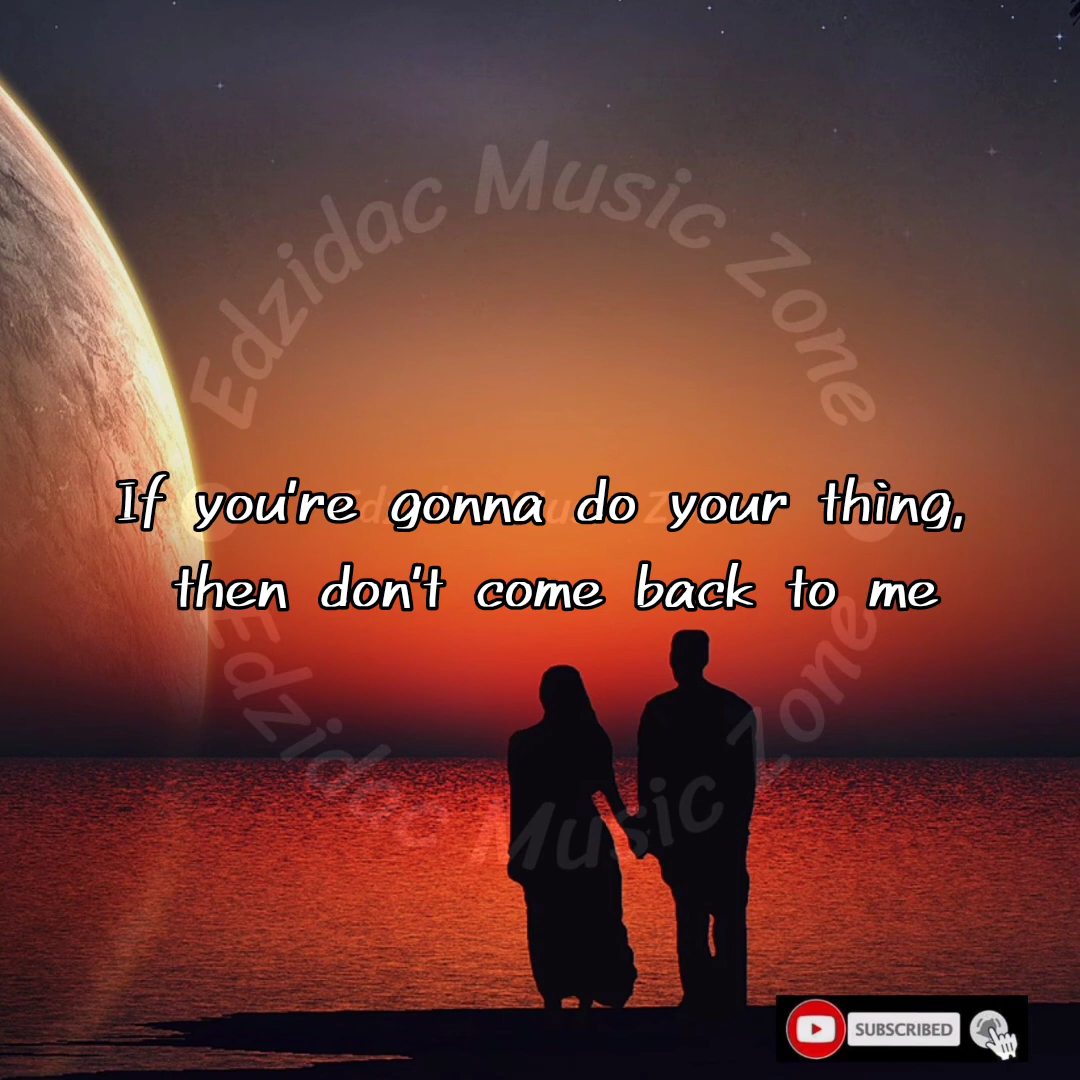 Edzidac Music Zone
If you're gonna do your thing,
then don't come back to me
Edzidac Music Zone
SUBSCRIBED